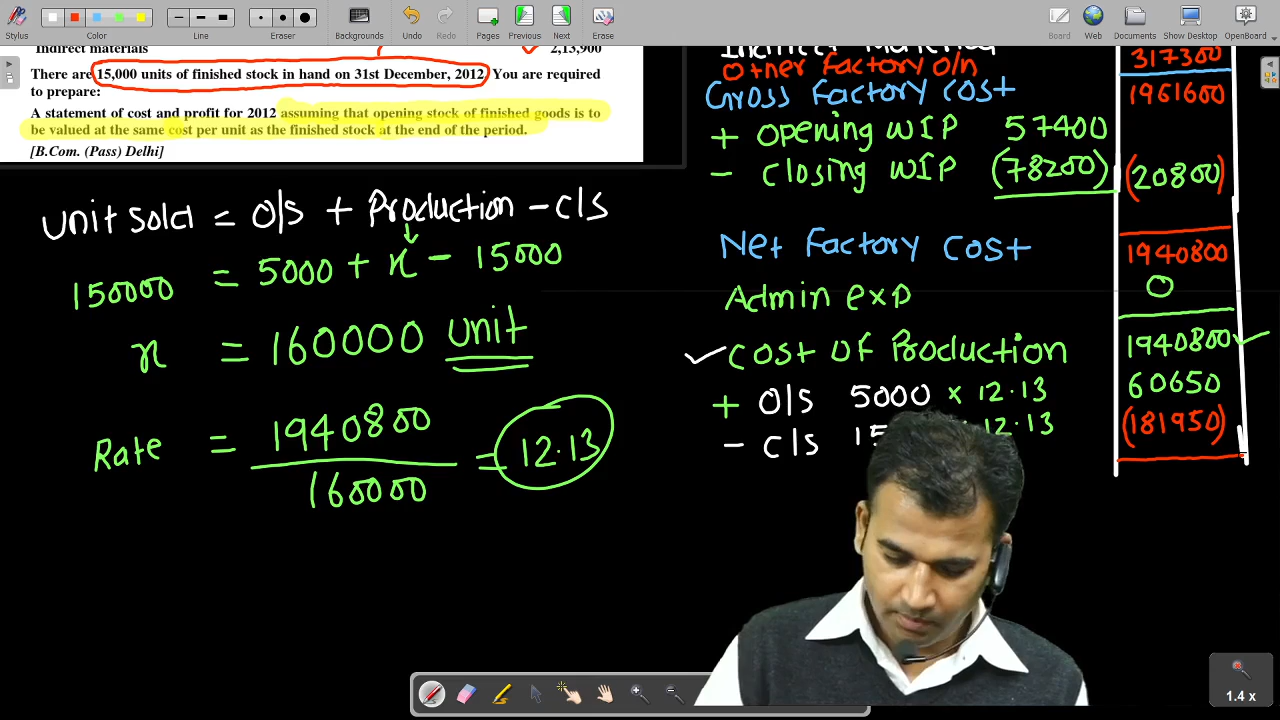 Stylus
Color
Line
Eraser
Backgrounds
Undo
Redo
Pages
Previous
Next
Erase
Board
Web
Documents
Show Desktop
OpenBoard
Indirect materials 2,13,900
There are 15,000 units of finished stock in hand on 31st December, 2012. You are required
to prepare:
A statement of cost and profit for 2012 assuming that opening stock of finished goods is to
be valued at the same cost per unit as the finished stock at the end of the period.
[B.Com. (Pass) Delhi]
unit sold = O/S + Production - C/S
150000 = 5000 + x - 15000
x = 160000 unit
Rate = 1940800
160000
= 12.13
Other factory o/n 317300
Gross Factory Cost 1961600
+ opening WIP 57400
- closing WIP (78200) (20800)
Net Factory Cost 1940800
Admin exp 0
Cost of Production 1940800
+ O/S 5000 x 12.13 60650
- C/S 15 12.13 (181950)
1.4 x